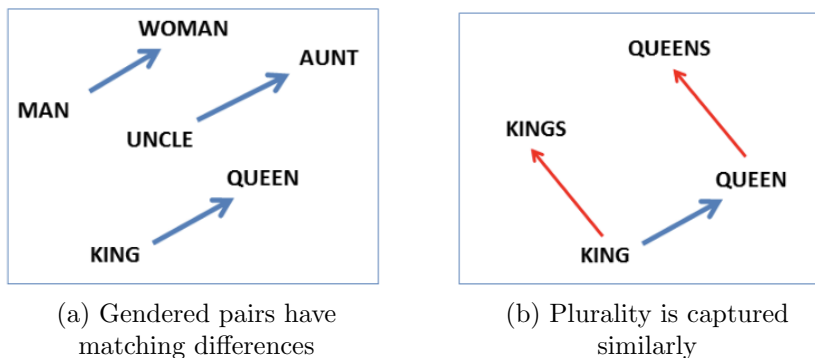 WOMAN
AUNT
MAN
UNCLE
QUEEN
KING
(a) Gendered pairs have
matching differences
QUEENS
KINGS
QUEEN
KING
(b) Plurality is captured
similarly